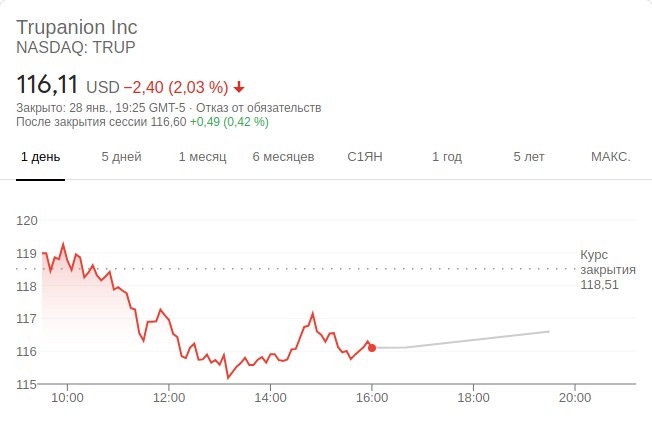 Trupanion Inc
NASDAQ: TRUP
116,11 USD −2,40 (2,03 %)
Закрыто: 28 янв., 19:25 GMT-5 · Отказ от обязательств
После закрытия сессии 116,60 +0,49 (0,42 %)
1 день 5 дней 1 месяц 6 месяцев С1ЯН 1 год 5 лет МАКС.
120
119
118
117
116
115
Курс
закрытия
118,51
10:00 12:00 14:00 16:00 18:00 20:00